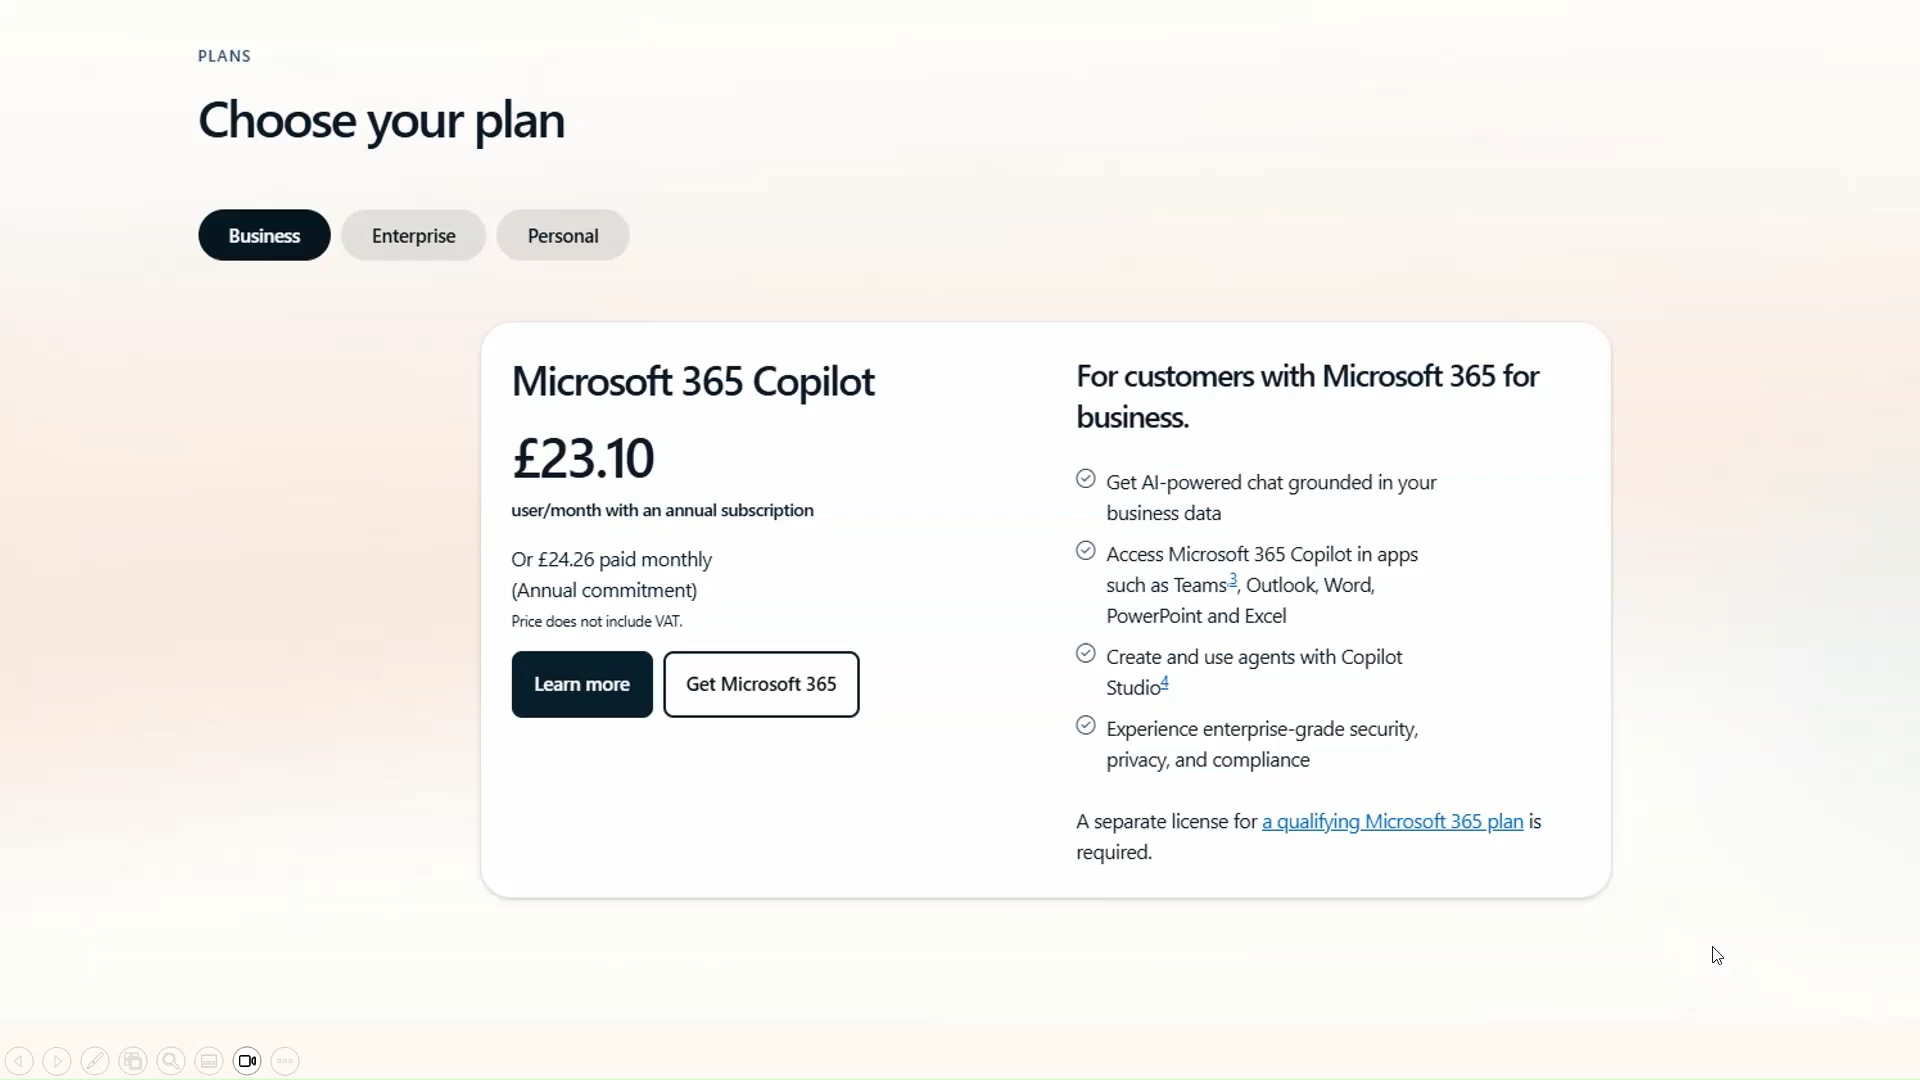 PLANS
Choose your plan
Business
Enterprise
Personal
Microsoft 365 Copilot
£23.10
user/month with an annual subscription
Or £24.26 paid monthly
(Annual commitment)
Price does not include VAT.
Learn more
Get Microsoft 365
For customers with Microsoft 365 for
business.
Get AI-powered chat grounded in your
business data
Access Microsoft 365 Copilot in apps
such as Teams3, Outlook, Word,
PowerPoint and Excel
Create and use agents with Copilot
Studio4
Experience enterprise-grade security,
privacy, and compliance
A separate license for a qualifying Microsoft 365 plan is
required.